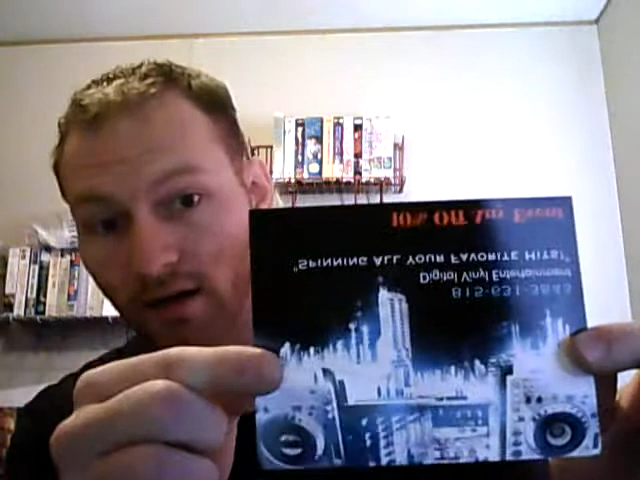 Digital Vinyl Entertainment
"Spinning All Your Favorite Hits!"
10% Off Any Event